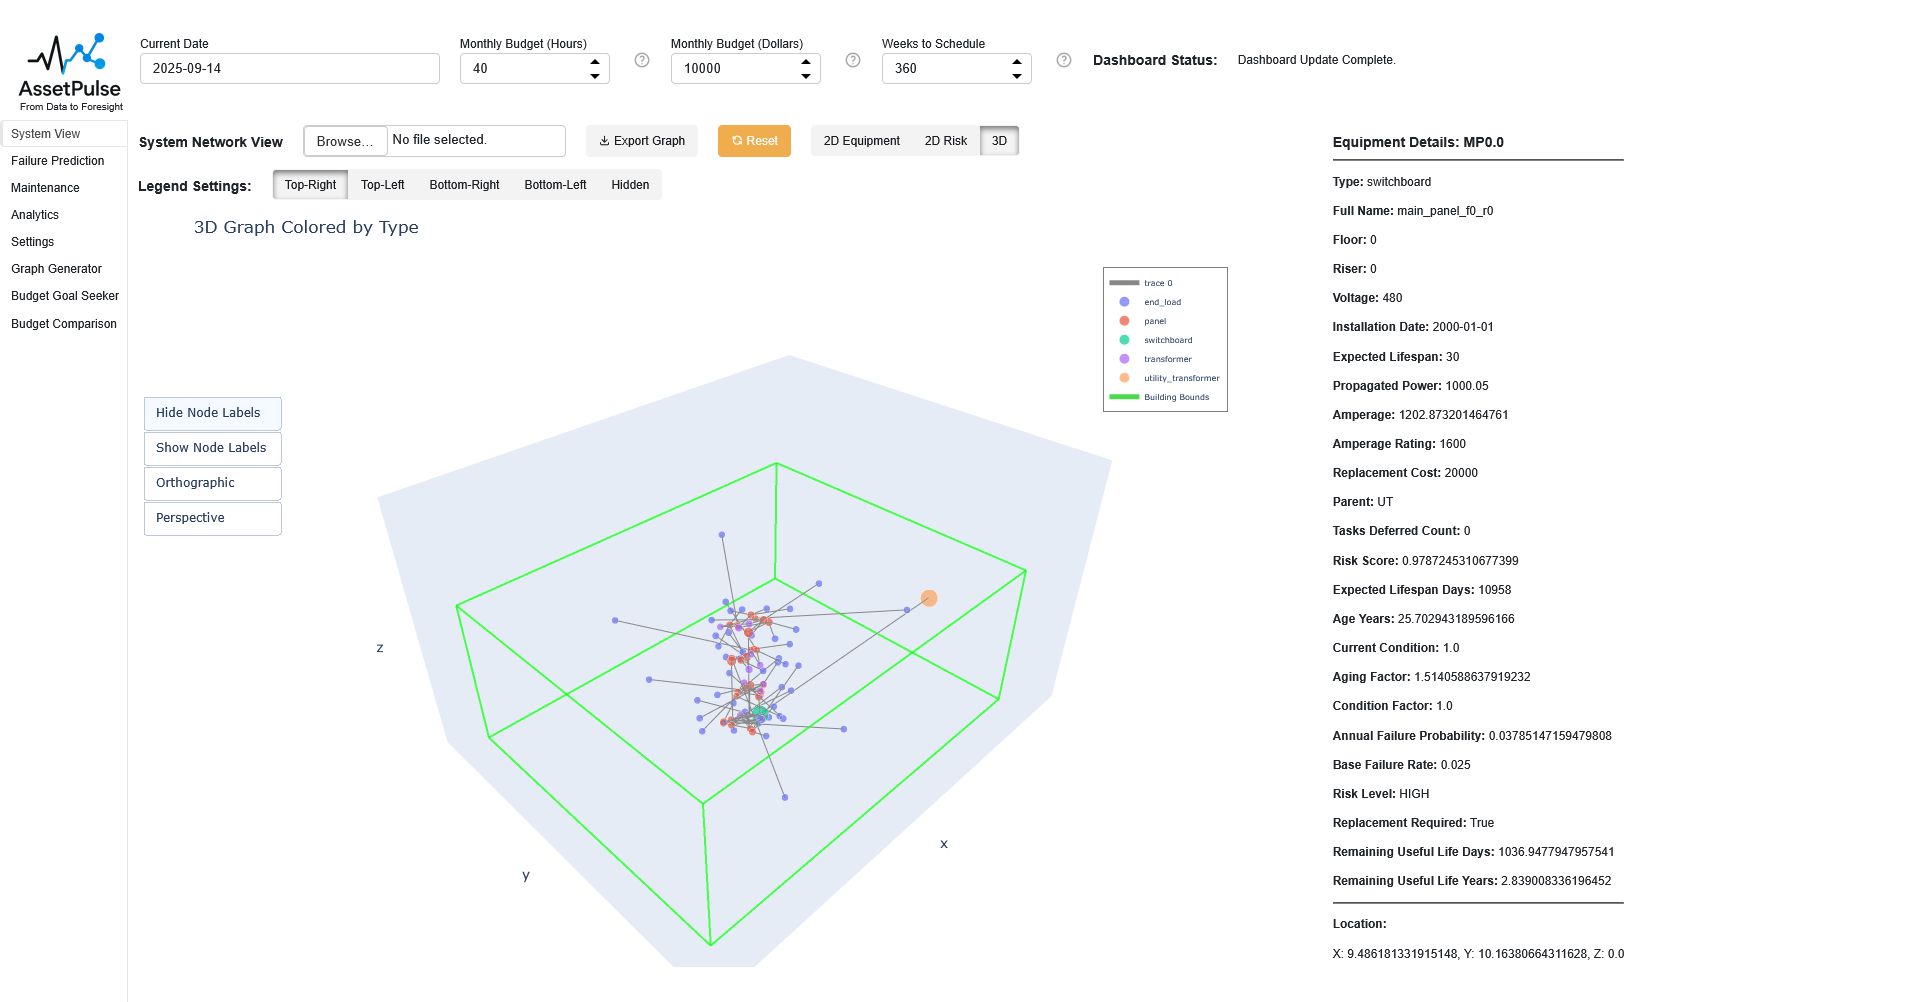 AssetPulse
From Data to Foresight
Current Date
2025-09-14
Monthly Budget (Hours)
40
Monthly Budget (Dollars)
10000
Weeks to Schedule
360
Dashboard Status: Dashboard Update Complete.
System View
Failure Prediction
Maintenance
Analytics
Settings
Graph Generator
Budget Goal Seeker
Budget Comparison
System Network View
Browse... No file selected.
Export Graph
Reset
2D Equipment 2D Risk 3D
Legend Settings: Top-Right Top-Left Bottom-Right Bottom-Left Hidden
3D Graph Colored by Type
trace 0
end_load
panel
switchboard
transformer
utility_transformer
Building Bounds
Hide Node Labels
Show Node Labels
Orthographic
Perspective
z
y
x
Equipment Details: MP0.0
Type: switchboard
Full Name: main_panel_f0_r0
Floor: 0
Riser: 0
Voltage: 480
Installation Date: 2000-01-01
Expected Lifespan: 30
Propagated Power: 1000.05
Amperage: 1202.873201464761
Amperage Rating: 1600
Replacement Cost: 20000
Parent: UT
Tasks Deferred Count: 0
Risk Score: 0.9787245310677399
Expected Lifespan Days: 10958
Age Years: 25.702943189596166
Current Condition: 1.0
Aging Factor: 1.5140588637919232
Condition Factor: 1.0
Annual Failure Probability: 0.03785147159479808
Base Failure Rate: 0.025
Risk Level: HIGH
Replacement Required: True
Remaining Useful Life Days: 1036.9477947957541
Remaining Useful Life Years: 2.839008336196452
Location:
X: 9.486181331915148, Y: 10.16380664311628, Z: 0.0